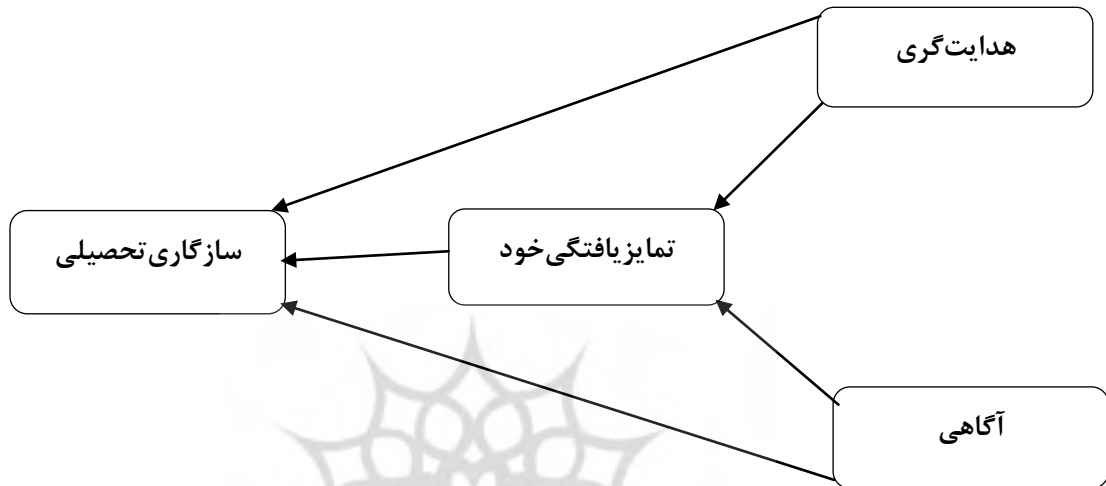 هدایت‌گری
تمایزیافتگی خود
سازگاری تحصیلی
آگاهی